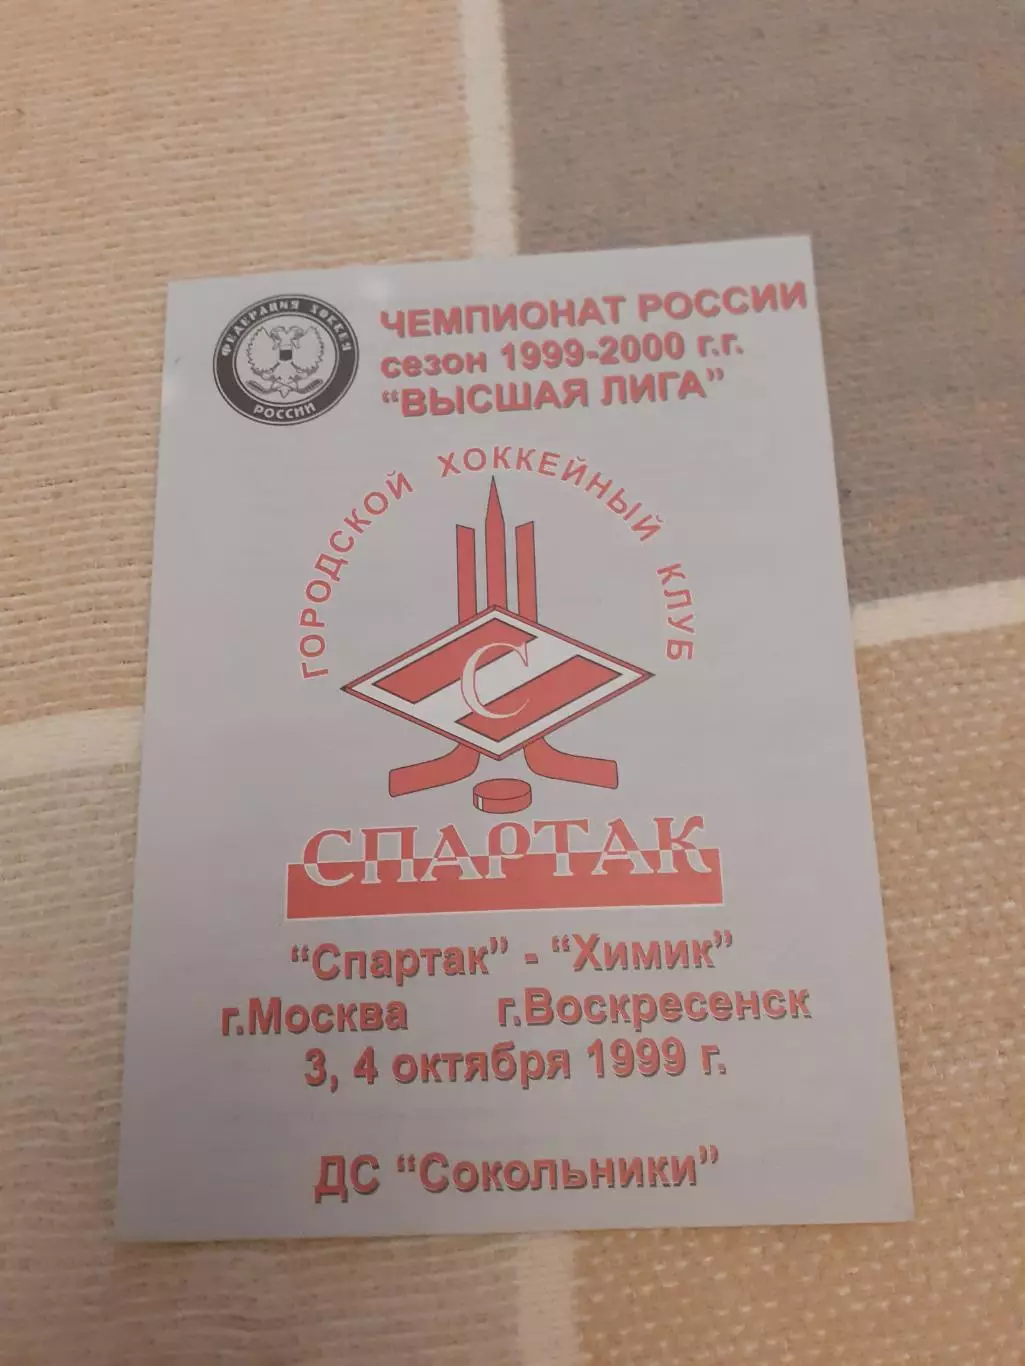 ФЕДЕРАЦИЯ ХОККЕЯ
РОССИИ
ЧЕМПИОНАТ РОССИИ
сезон 1999-2000 г.г.
“ВЫСШАЯ ЛИГА”
ГОРОДСКОЙ ХОККЕЙНЫЙ КЛУБ
С
СПАРТАК
“Спартак” - “Химик”
г.Москва г.Воскресенск
3, 4 октября 1999 г.
ДС “Сокольники”